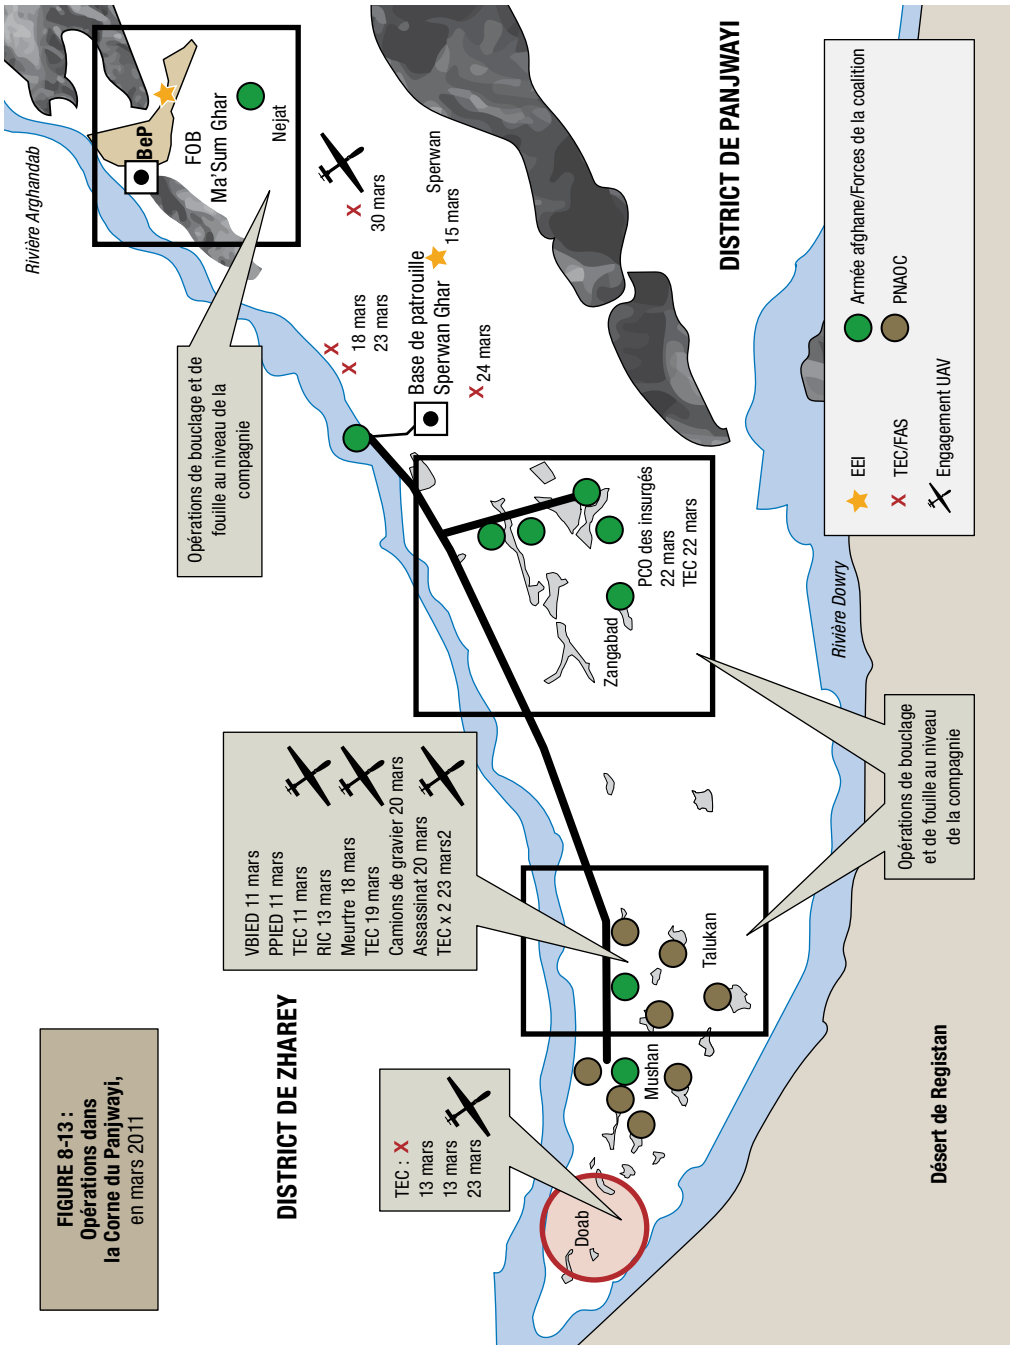 FIGURE 8-13 :
Opérations dans
la Corne du Panjwayi,
en mars 2011
DISTRICT DE ZHAREY
TEC : X
13 mars
13 mars
23 mars
Doab
VBIED 11 mars
PPIED 11 mars
TEC 11 mars
RIC 13 mars
Meurtre 18 mars
TEC 19 mars
Camions de gravier 20 mars
Assassinat 20 mars
TEC x 2 23 mars2
Mushan
Talukan
Opérations de bouclage et de
fouille au niveau de la
compagnie
Rivière Arghandab
BeP
FOB
Ma'Sum Ghar
Nejat
X
30 mars
X X
18 mars
23 mars
Base de patrouille
Sperwan Ghar
Sperwan
15 mars
X 24 mars
PCO des insurgés
22 mars
TEC 22 mars
Zangabad
DISTRICT DE PANJWAYI
Rivière Dowry
Opérations de bouclage
et de fouille au niveau
de la compagnie
Désert de Registan
EEI
X TEC/FAS
Engagement UAV
Armée afghane/Forces de la coalition
PNAOC